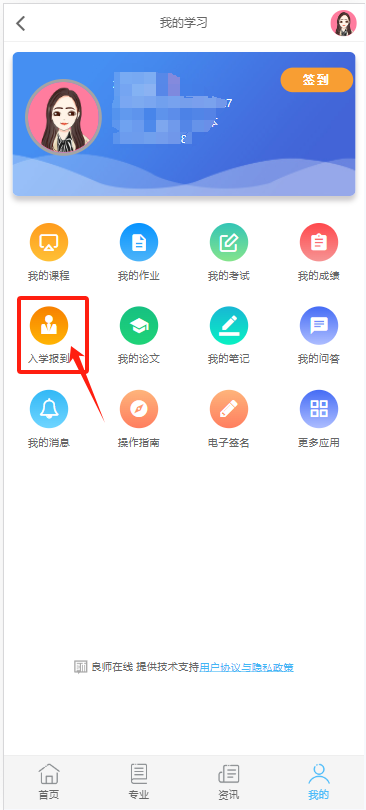 我的学习
签到
7
8
我的课程 我的作业 我的考试 我的成绩
入学报到 我的论文 我的笔记 我的问答
我的消息 操作指南 电子签名 更多应用
良师在线 提供技术支持用户协议与隐私政策
首页 专业 资讯 我的